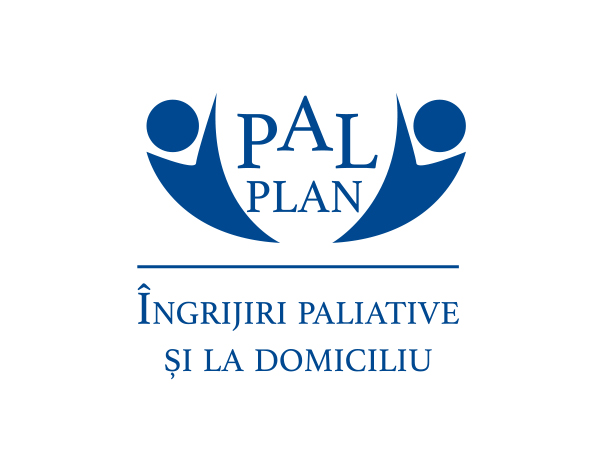 PAL
PLAN
ÎNGRIJIRI PALIATIVE
ȘI LA DOMICILIU